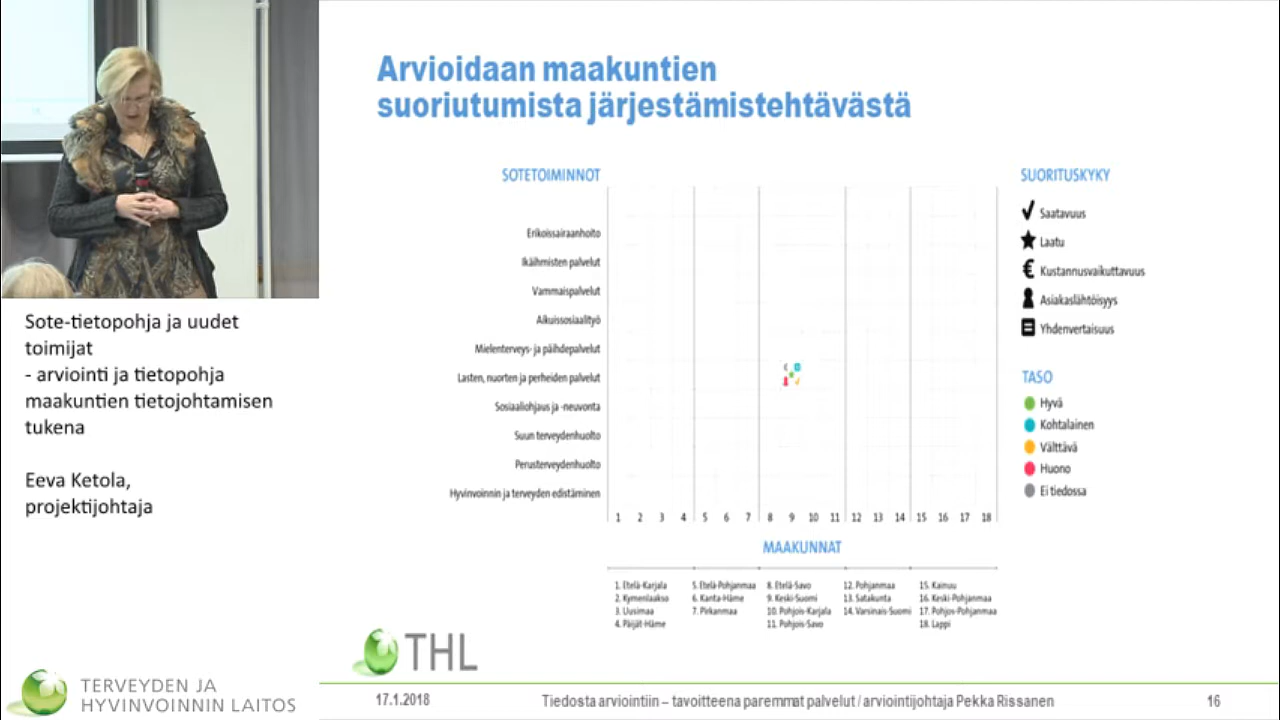 Arvioidaan maakuntien
suoriutumista järjestämistehtävästä
SOTETOIMINNOT
Erikoissairaanhoito
Ikäihmisten palvelut
Vammaispalvelut
Aikuissosiaalityö
Mielenterveys- ja päihdepalvelut
Lasten, nuorten ja perheiden palvelut
Sosiaaliohjaus ja -neuvonta
Suun terveydenhuolto
Perusterveydenhuolto
Hyvinvoinnin ja terveyden edistäminen
1 2 3 4 5 6 7 8 9 10 11 12 13 14 15 16 17 18
MAAKUNNAT
1. Etelä-Karjala
2. Kymenlaakso
3. Uusimaa
4. Päijät-Häme
5. Etelä-Pohjanmaa
6. Kanta-Häme
7. Pirkanmaa
8. Etelä-Savo
9. Keski-Suomi
10. Pohjois-Karjala
11. Pohjois-Savo
12. Pohjanmaa
13. Satakunta
14. Varsinais-Suomi
15. Kainuu
16. Keski-Pohjanmaa
17. Pohjos-Pohjanmaa
18. Lappi
SUORITUSKYKY
Saatavuus
Laatu
€ Kustannusvaikuttavuus
Asiakaslähtöisyys
Yhdenvertaisuus
TASO
Hyvä
Kohtalainen
Välttävä
Huono
Ei tiedossa
THL
17.1.2018
Tiedosta arviointiin – tavoitteena paremmat palvelut / arviointijohtaja Pekka Rissanen
16
Sote-tietopohja ja uudet
toimijat
- arviointi ja tietopohja
maakuntien tietojohtamisen
tukena
Eeva Ketola,
projektijohtaja
TERVEYDEN JA
HYVINVOINNIN LAITOS